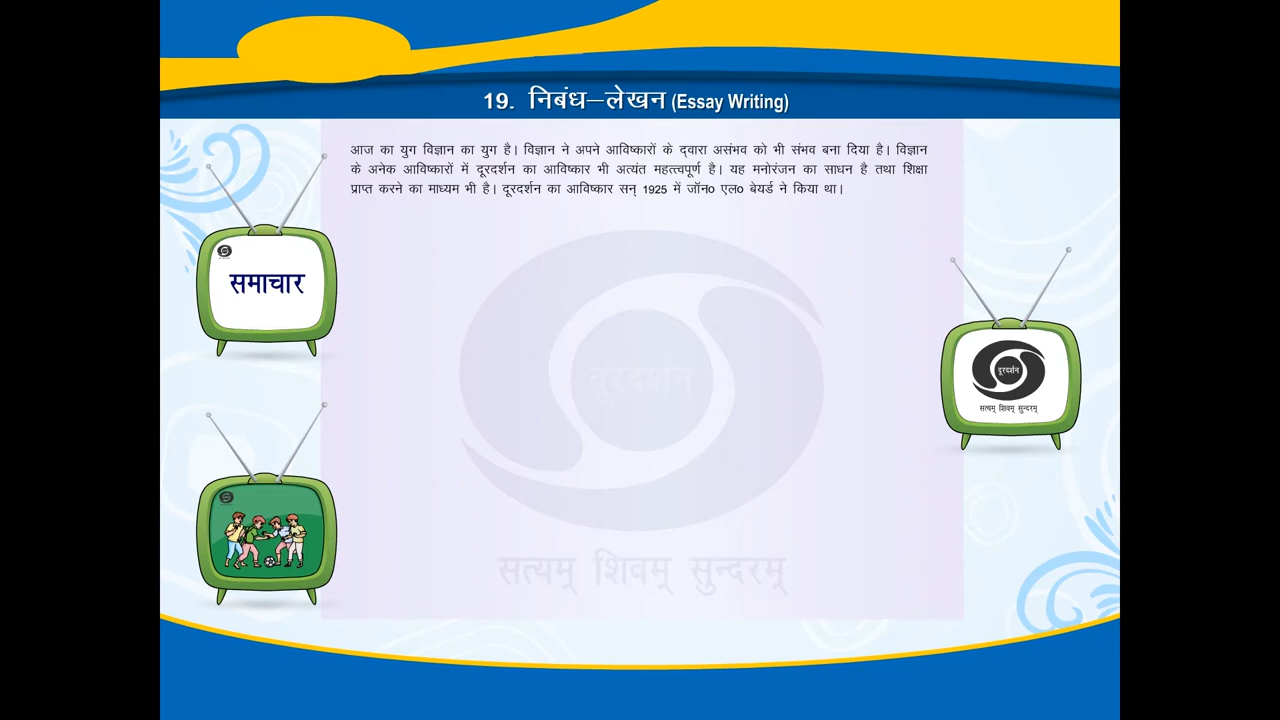 19. निबंध–लेखन (Essay Writing)
आज का युग विज्ञान का युग है। विज्ञान ने अपने आविष्कारों के द्वारा असंभव को भी संभव बना दिया है। विज्ञान
के अनेक आविष्कारों में दूरदर्शन का आविष्कार भी अत्यंत महत्त्वपूर्ण है। यह मनोरंजन का साधन है तथा शिक्षा
प्राप्त करने का माध्यम भी है। दूरदर्शन का आविष्कार सन् 1925 में जॉन० एल० बेयर्ड ने किया था।
समाचार
दूरदर्शन
सत्यम् शिवम् सुन्दरम्
दूरदर्शन
सत्यम् शिवम् सुन्दरम्